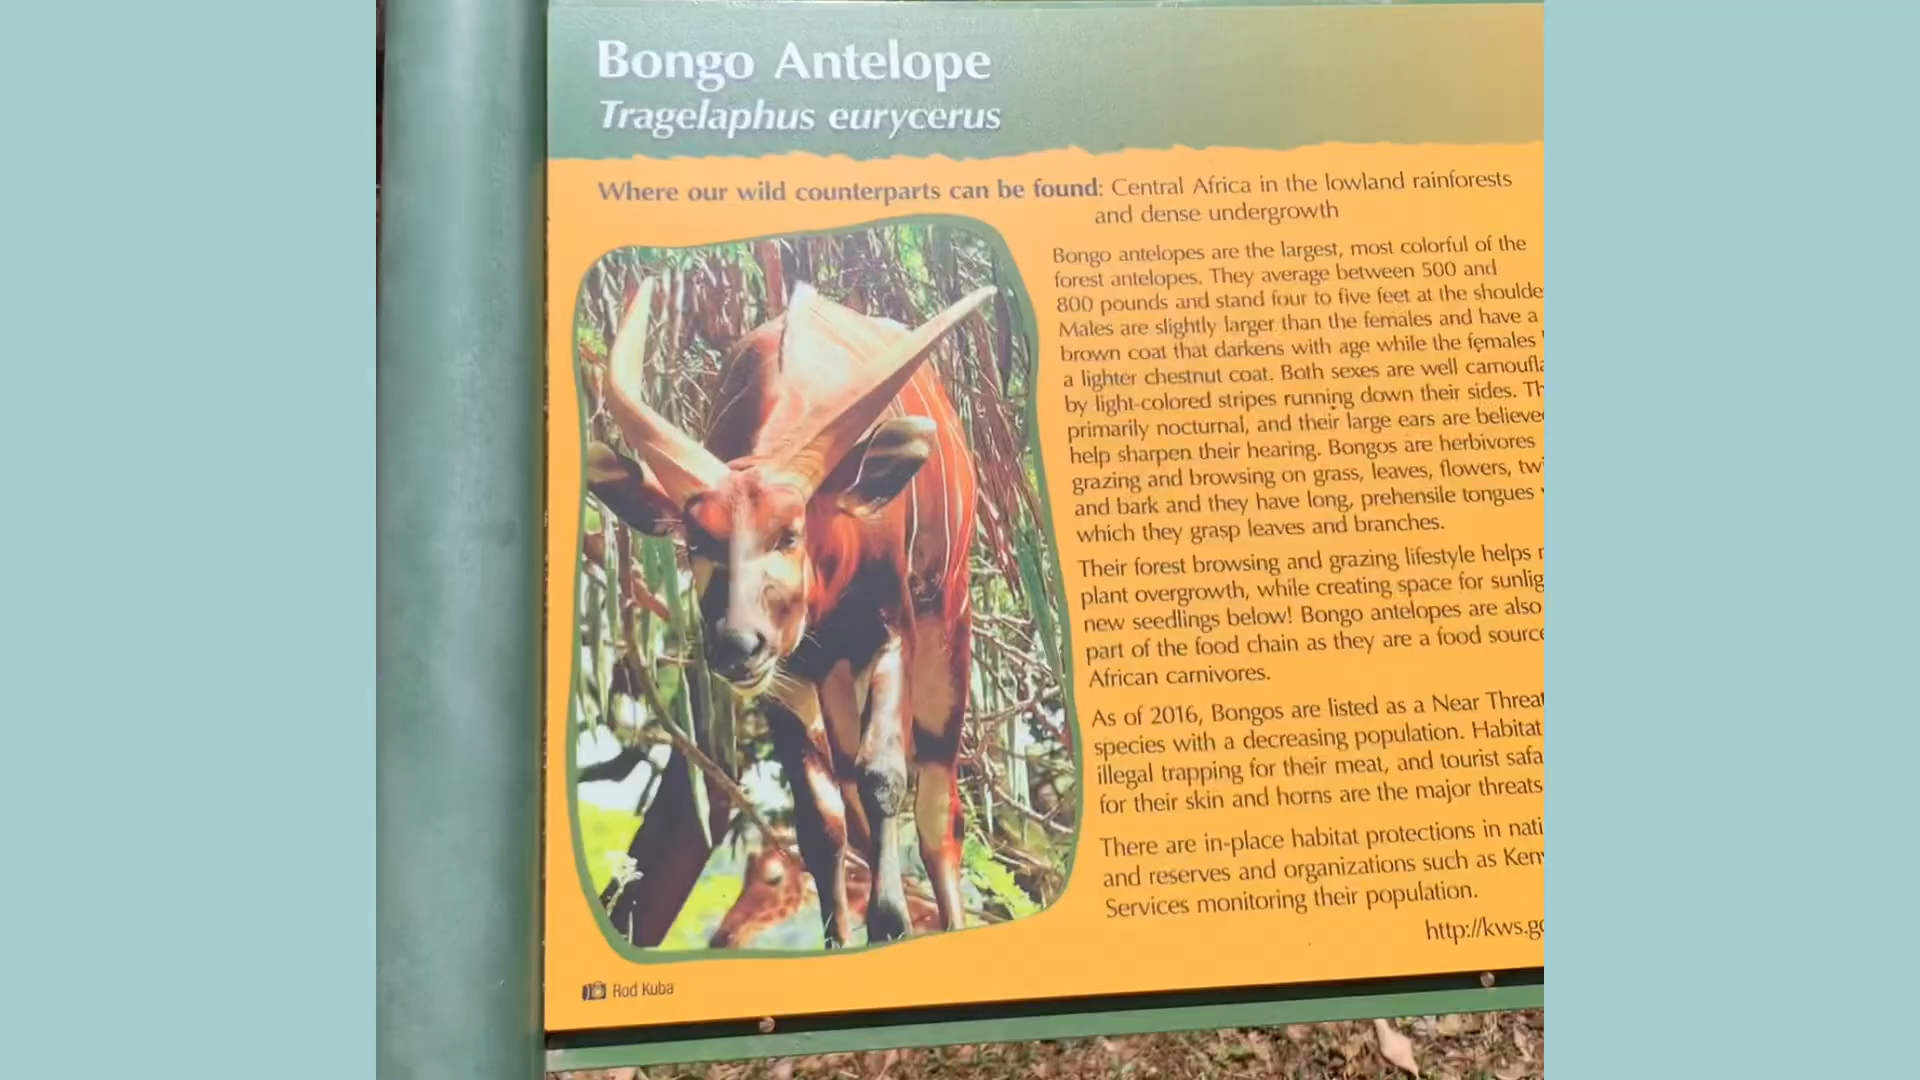 Bongo Antelope
Tragelaphus eurycerus
Where our wild counterparts can be found: Central Africa in the lowland rainforests
and dense undergrowth
Bongo antelopes are the largest, most colorful of the
forest antelopes. They average between 500 and
800 pounds and stand four to five feet at the shoulde
Males are slightly larger than the females and have a
brown coat that darkens with age while the females
a lighter chestnut coat. Both sexes are well camoufla
by light-colored stripes running down their sides. Th
primarily nocturnal, and their large ears are believe
help sharpen their hearing. Bongos are herbivores
grazing and browsing on grass, leaves, flowers, twi
and bark and they have long, prehensile tongues
which they grasp leaves and branches.
Their forest browsing and grazing lifestyle helps
plant overgrowth, while creating space for sunlig
new seedlings below! Bongo antelopes are also
part of the food chain as they are a food source
African carnivores.
As of 2016, Bongos are listed as a Near Threat
species with a decreasing population. Habitat
illegal trapping for their meat, and tourist safa
for their skin and horns are the major threats
There are in-place habitat protections in nati
and reserves and organizations such as Ken
Services monitoring their population.
http://kws.go
Rod Kuba